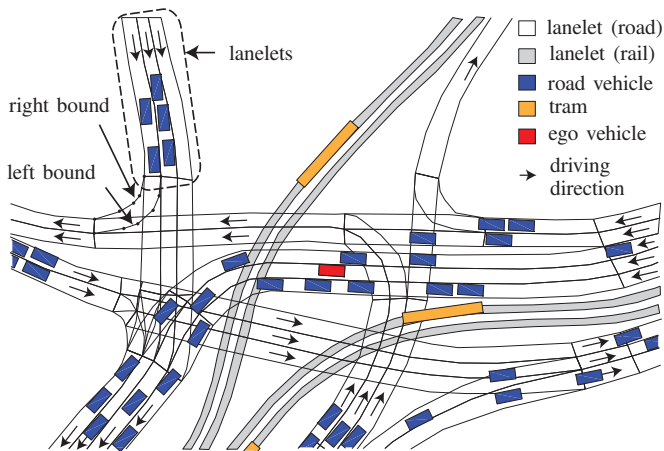 lanelets
right bound
left bound
lanelet (road)
lanelet (rail)
road vehicle
tram
ego vehicle
driving
direction